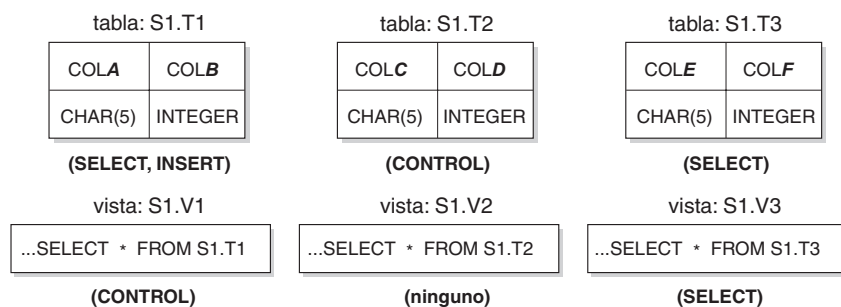 tabla: S1.T1
tabla: S1.T2
tabla: S1.T3
COLA COLB
COLC COLD
COLE COLF
CHAR(5) INTEGER
CHAR(5) INTEGER
CHAR(5) INTEGER
(SELECT, INSERT)
(CONTROL)
(SELECT)
vista: S1.V1
vista: S1.V2
vista: S1.V3
...SELECT * FROM S1.T1
...SELECT * FROM S1.T2
...SELECT * FROM S1.T3
(CONTROL)
(ninguno)
(SELECT)